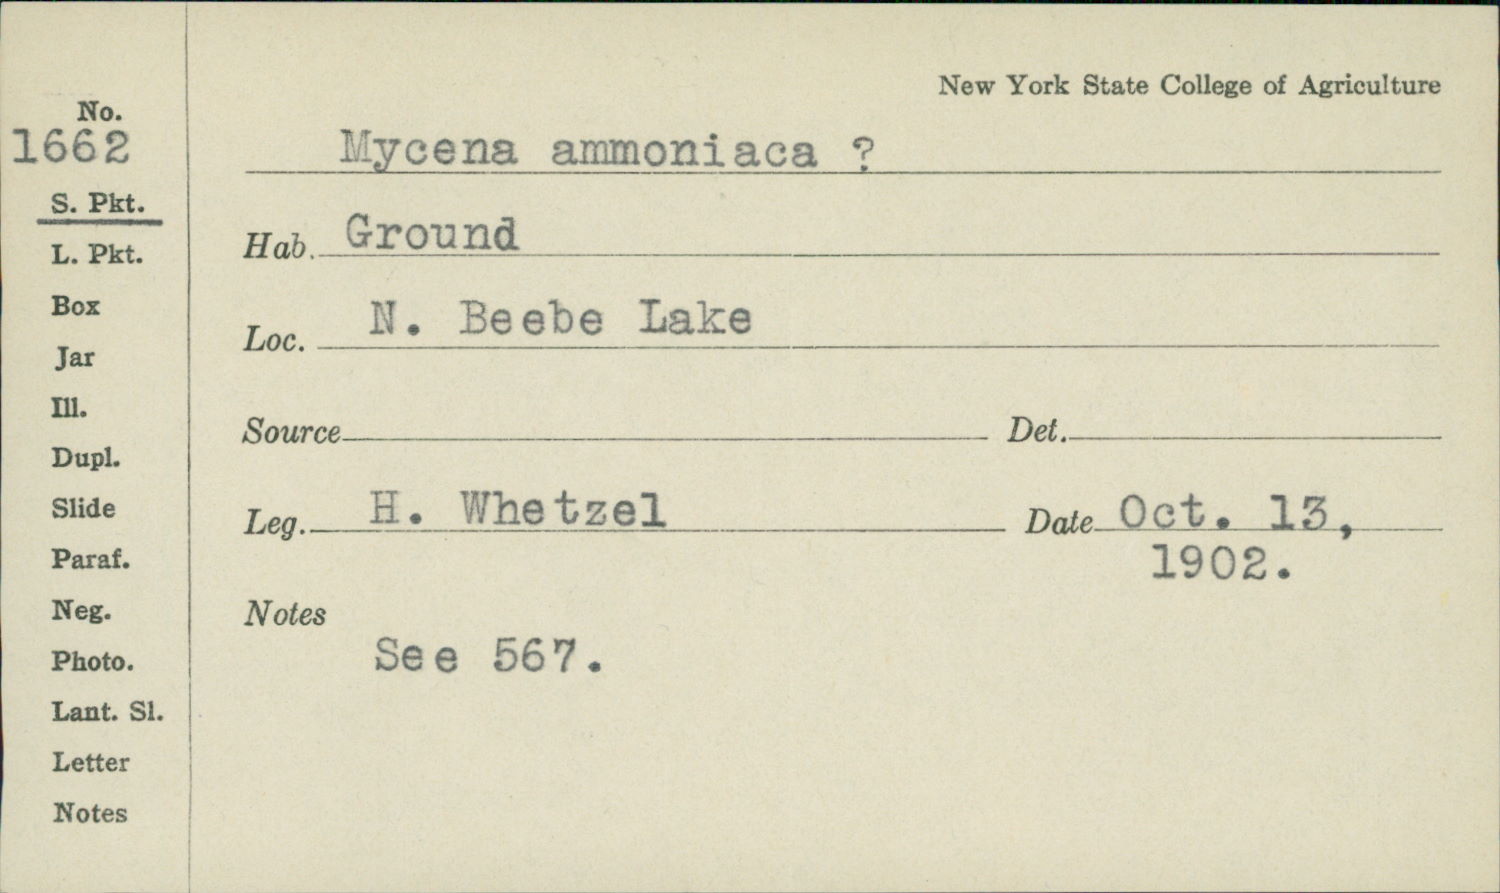 New York State College of Agriculture
No.
1662
Mycena ammoniaca ?
S. Pkt.
L. Pkt.
Box
Jar
Ill.
Dupl.
Slide
Paraf.
Neg.
Photo.
Lant. Sl.
Letter
Notes
Hab. Ground
Loc. N. Beebe Lake
Source Det.
Leg. H. Whetzel Date Oct. 13,
1902.
Notes
See 567.